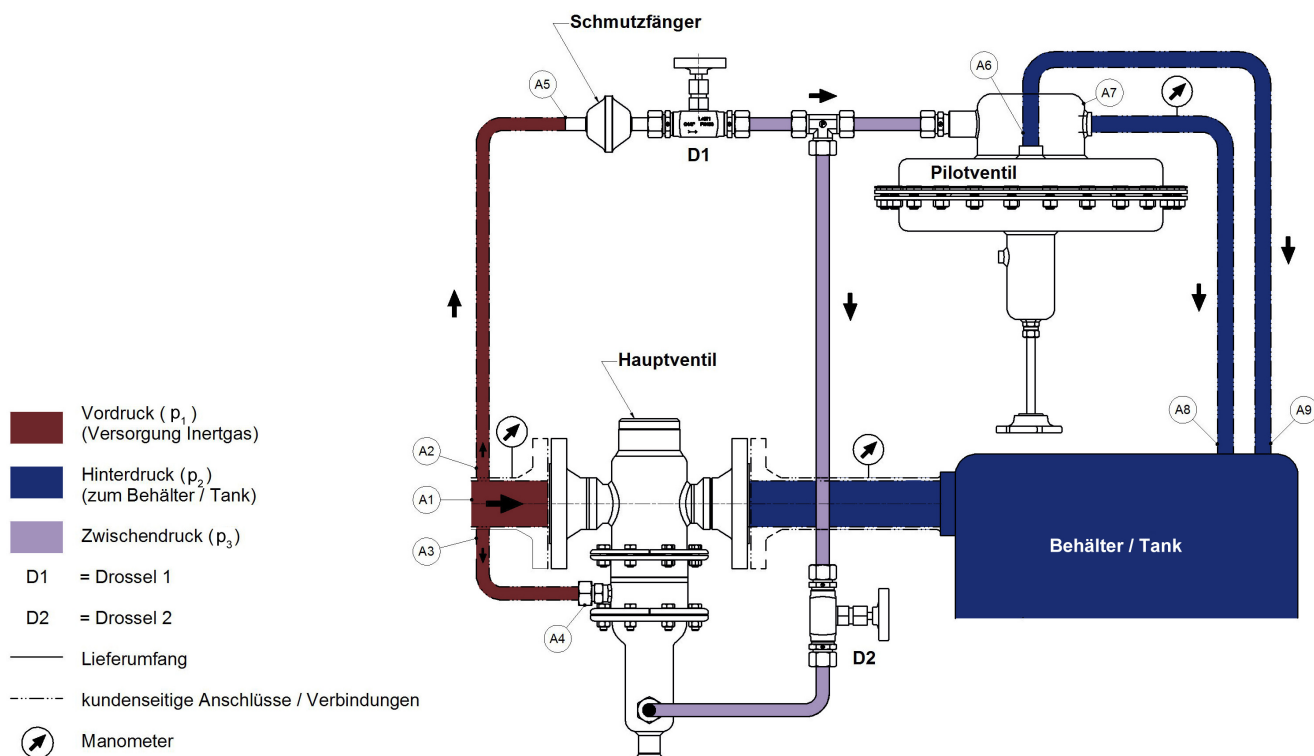 Schmutzfänger
A5
D1
A6
A7
Pilotventil
Hauptventil
A2
A1
A3
A4
D2
A8
A9
Behälter / Tank
Vordruck ( p1 )
(Versorgung Inertgas)
Hinterdruck (p2)
(zum Behälter / Tank)
Zwischendruck ( p3 )
D1 = Drossel 1
D2 = Drossel 2
Lieferumfang
kundenseitige Anschlüsse / Verbindungen
Manometer